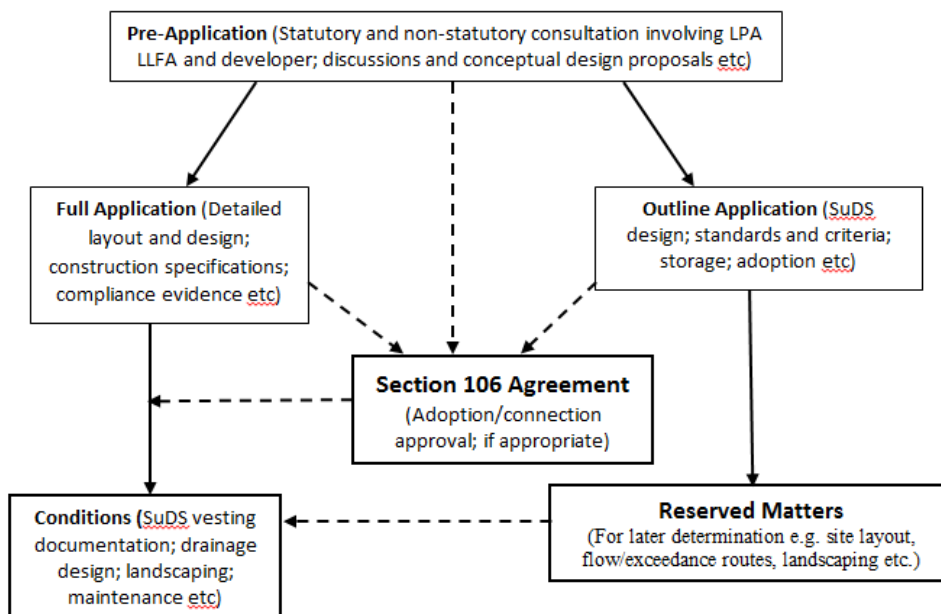 Pre-Application (Statutory and non-statutory consultation involving LPA
LLFA and developer; discussions and conceptual design proposals etc)
Full Application (Detailed
layout and design;
construction specifications;
compliance evidence etc)
Outline Application (SuDS
design; standards and criteria;
storage; adoption etc)
Section 106 Agreement
(Adoption/connection
approval; if appropriate)
Conditions (SuDS vesting
documentation; drainage
design; landscaping;
maintenance etc)
Reserved Matters
(For later determination e.g. site layout,
flow/exceedance routes, landscaping etc.)